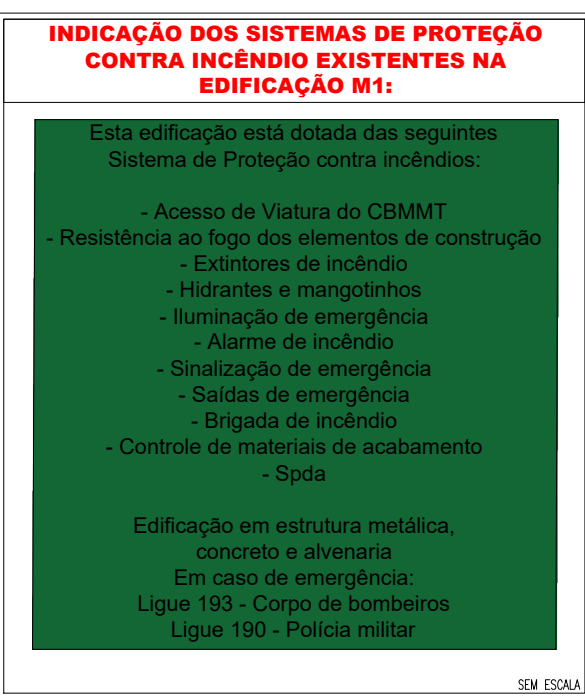 INDICAÇÃO DOS SISTEMAS DE PROTEÇÃO
CONTRA INCÊNDIO EXISTENTES NA
EDIFICAÇÃO M1:
Esta edificação está dotada das seguintes
Sistema de Proteção contra incêndios:
- Acesso de Viatura do CBMMT
- Resistência ao fogo dos elementos de construção
- Extintores de incêndio
- Hidrantes e mangotinhos
- Iluminação de emergência
- Alarme de incêndio
- Sinalização de emergência
- Saídas de emergência
- Brigada de incêndio
- Controle de materiais de acabamento
- Spda
Edificação em estrutura metálica,
concreto e alvenaria
Em caso de emergência:
Ligue 193 - Corpo de bombeiros
Ligue 190 - Polícia militar
SEM ESCALA